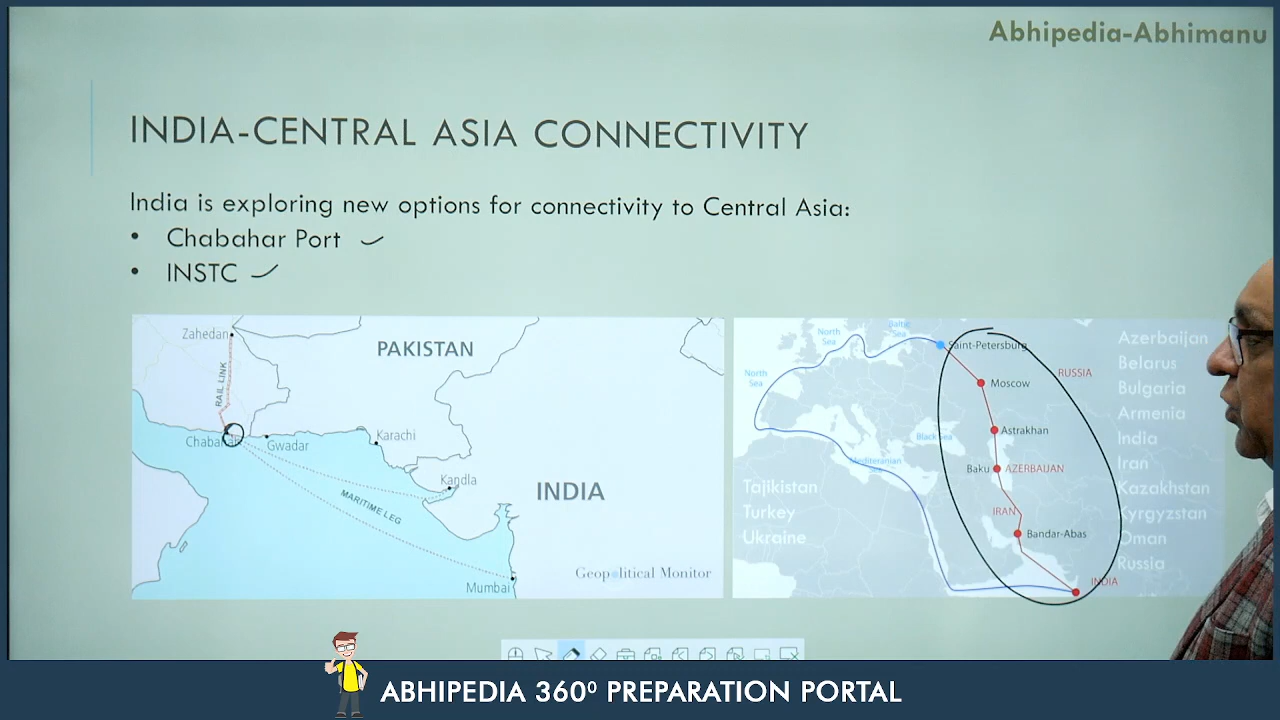 Abhipedia-Abhimanu
INDIA-CENTRAL ASIA CONNECTIVITY
India is exploring new options for connectivity to Central Asia:
• Chabahar Port
• INSTC
Zahedan
PAKISTAN
RAIL LINK
Chabahar
Gwadar
Karachi
Kandla
MARITIME LEG
INDIA
Mumbai
Geopolitical Monitor
North Sea
Baltic Sea
North Sea
Saint-Petersburg
Moscow
RUSSIA
Astrakhan
Black Sea
Mediterranean Sea
Baku
AZERBAIJAN
IRAN
Bandar-Abas
INDIA
Tajikistan
Turkey
Ukraine
Azerbaijan
Belarus
Bulgaria
Armenia
India
Iran
Kazakhstan
Kyrgyzstan
Oman
Russia
ABHIPEDIA 360⁰ PREPARATION PORTAL